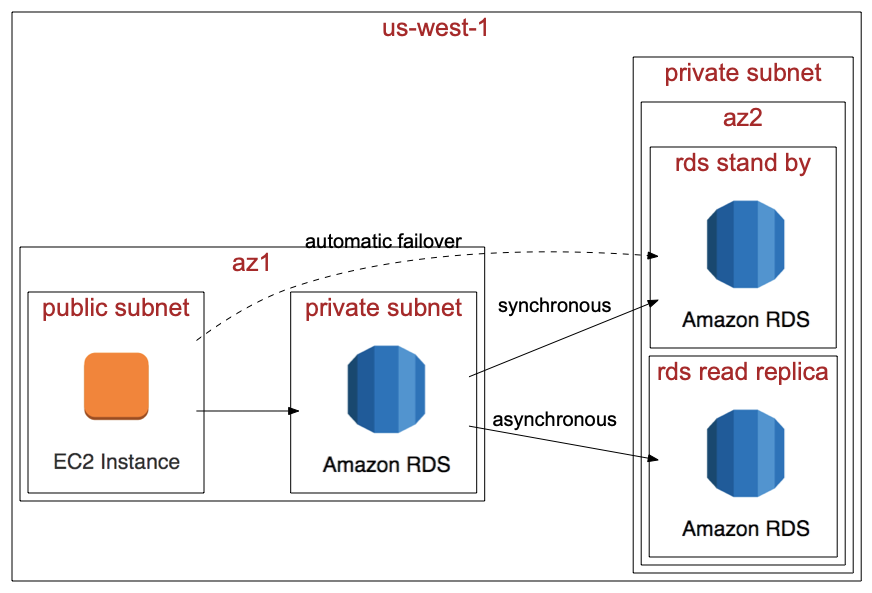 us-west-1
private subnet
az2
rds stand by
Amazon RDS
automatic failover
az1
synchronous
public subnet
private subnet
EC2 Instance
Amazon RDS
asynchronous
rds read replica
Amazon RDS